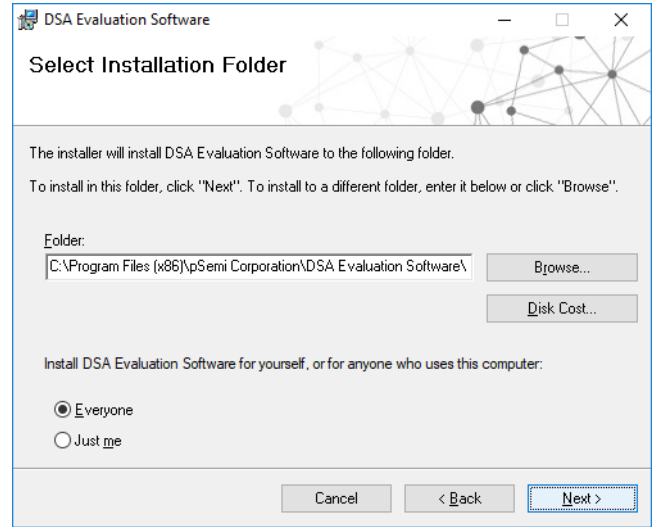 DSA Evaluation Software
Select Installation Folder
The installer will install DSA Evaluation Software to the following folder.
To install in this folder, click "Next". To install to a different folder, enter it below or click "Browse".
Folder:
C:\Program Files (x86)\pSemi Corporation\DSA Evaluation Software\
Browse...
Disk Cost...
Install DSA Evaluation Software for yourself, or for anyone who uses this computer:
Everyone
Just me
Cancel
< Back
Next >